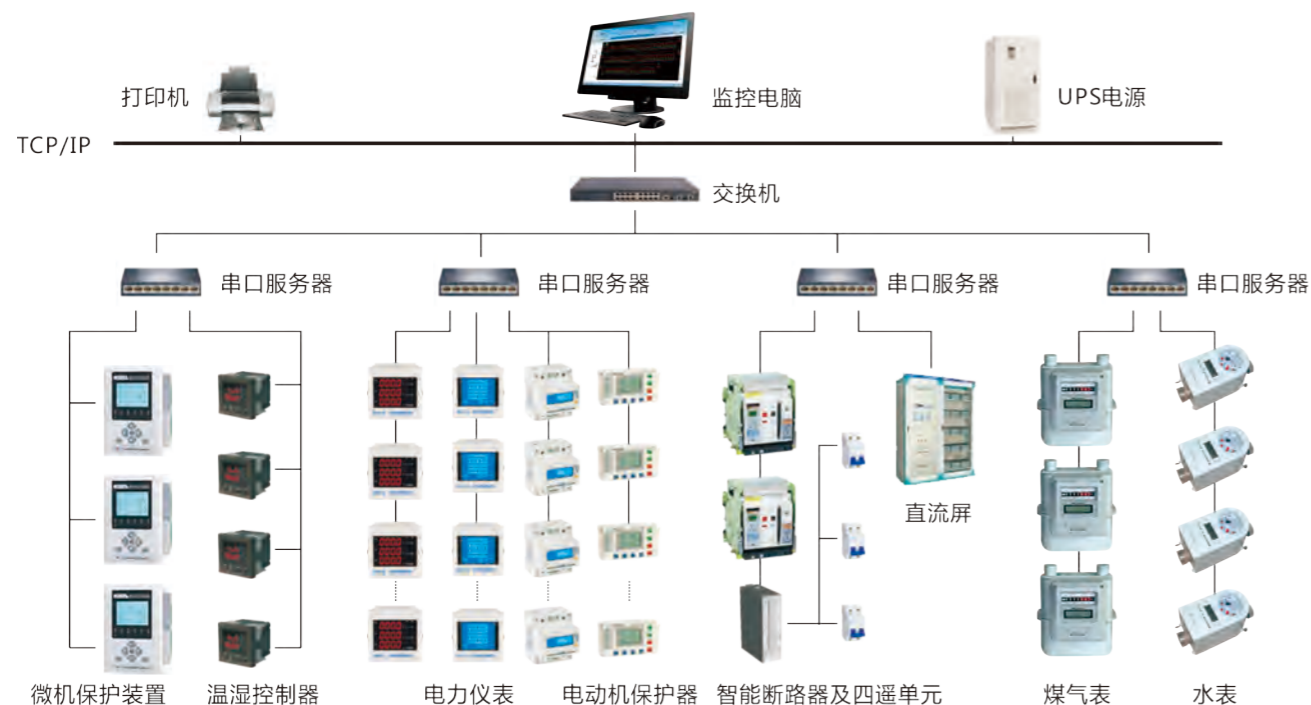 打印机
监控电脑
UPS电源
TCP/IP
交换机
串口服务器
串口服务器
串口服务器
串口服务器
直流屏
微机保护装置
温湿控制器
电力仪表
电动机保护器
智能断路器及四遥单元
煤气表
水表